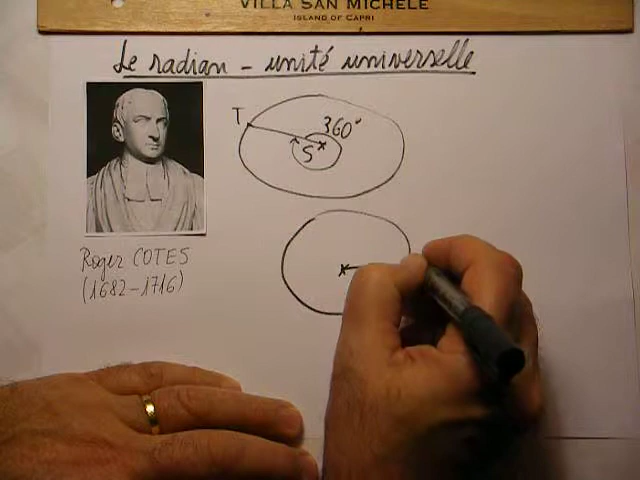 VILLA SAN MICHELE
ISLAND OF CAPRI
Le radian – unité universelle
T
360°
S
Roger COTES
(1682–1716)